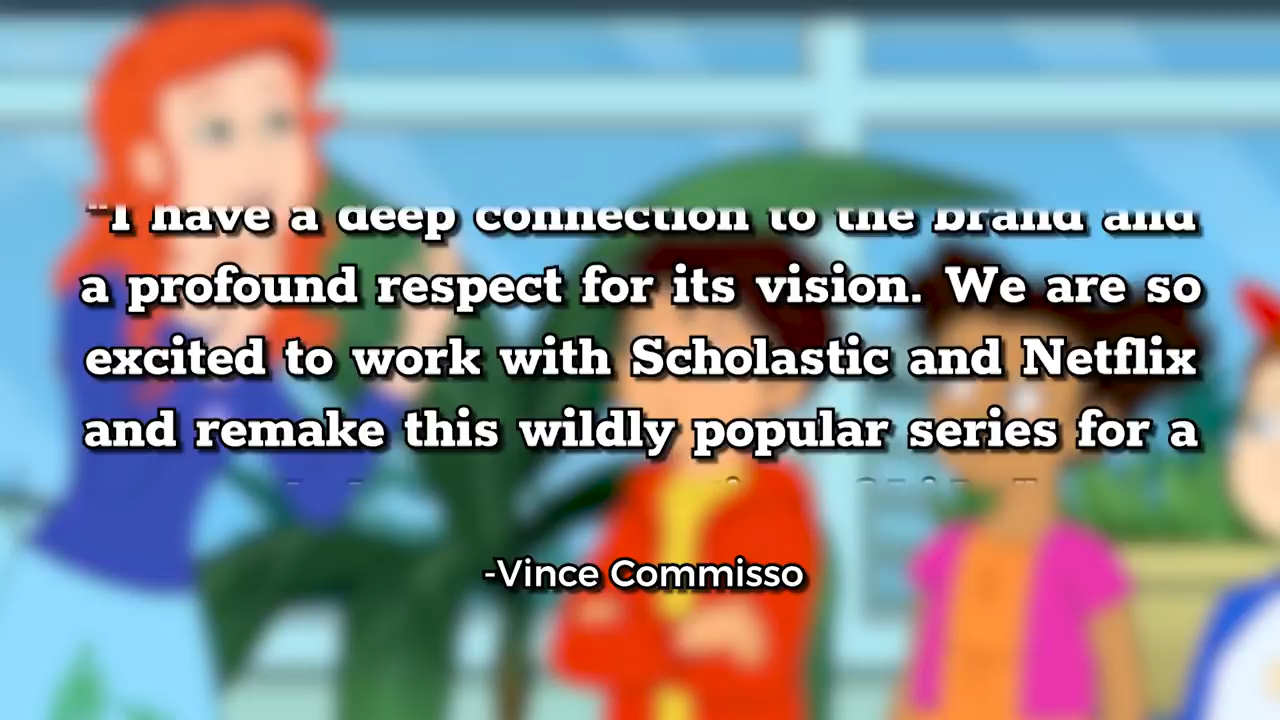 "I have a deep connection to the brand and
a profound respect for its vision. We are so
excited to work with Scholastic and Netflix
and remake this wildly popular series for a
-Vince Commisso